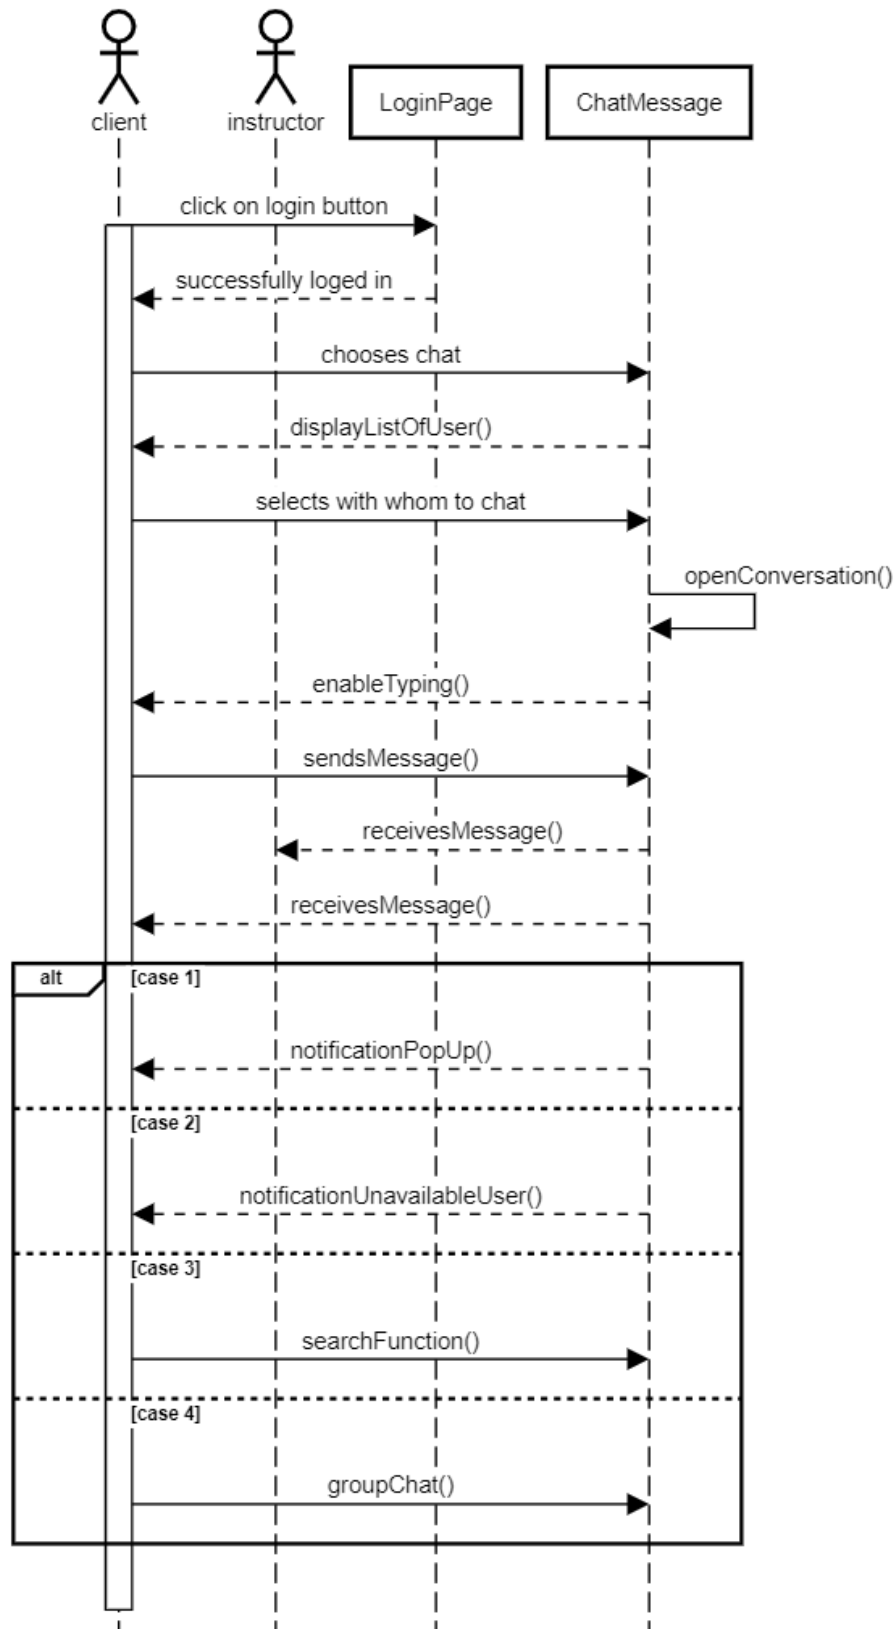 client
instructor
LoginPage
ChatMessage
click on login button
successfully loged in
chooses chat
displayListOfUser()
selects with whom to chat
openConversation()
enableTyping()
sendsMessage()
receivesMessage()
receivesMessage()
alt
[case 1]
notificationPopUp()
[case 2]
notificationUnavailableUser()
[case 3]
searchFunction()
[case 4]
groupChat()